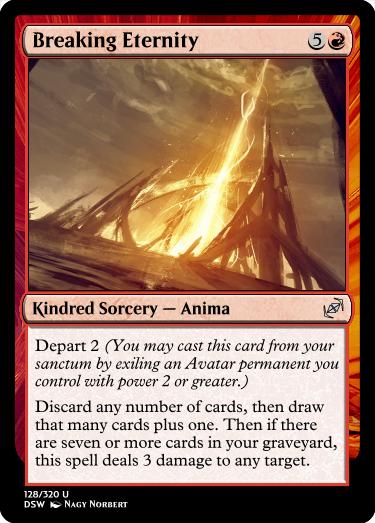 Breaking Eternity 5
Kindred Sorcery — Anima
Depart 2 (You may cast this card from your
sanctum by exiling an Avatar permanent you
control with power 2 or greater.)
Discard any number of cards, then draw
that many cards plus one. Then if there
are seven or more cards in your graveyard,
this spell deals 3 damage to any target.
128/320 U
DSW Nagy Norbert